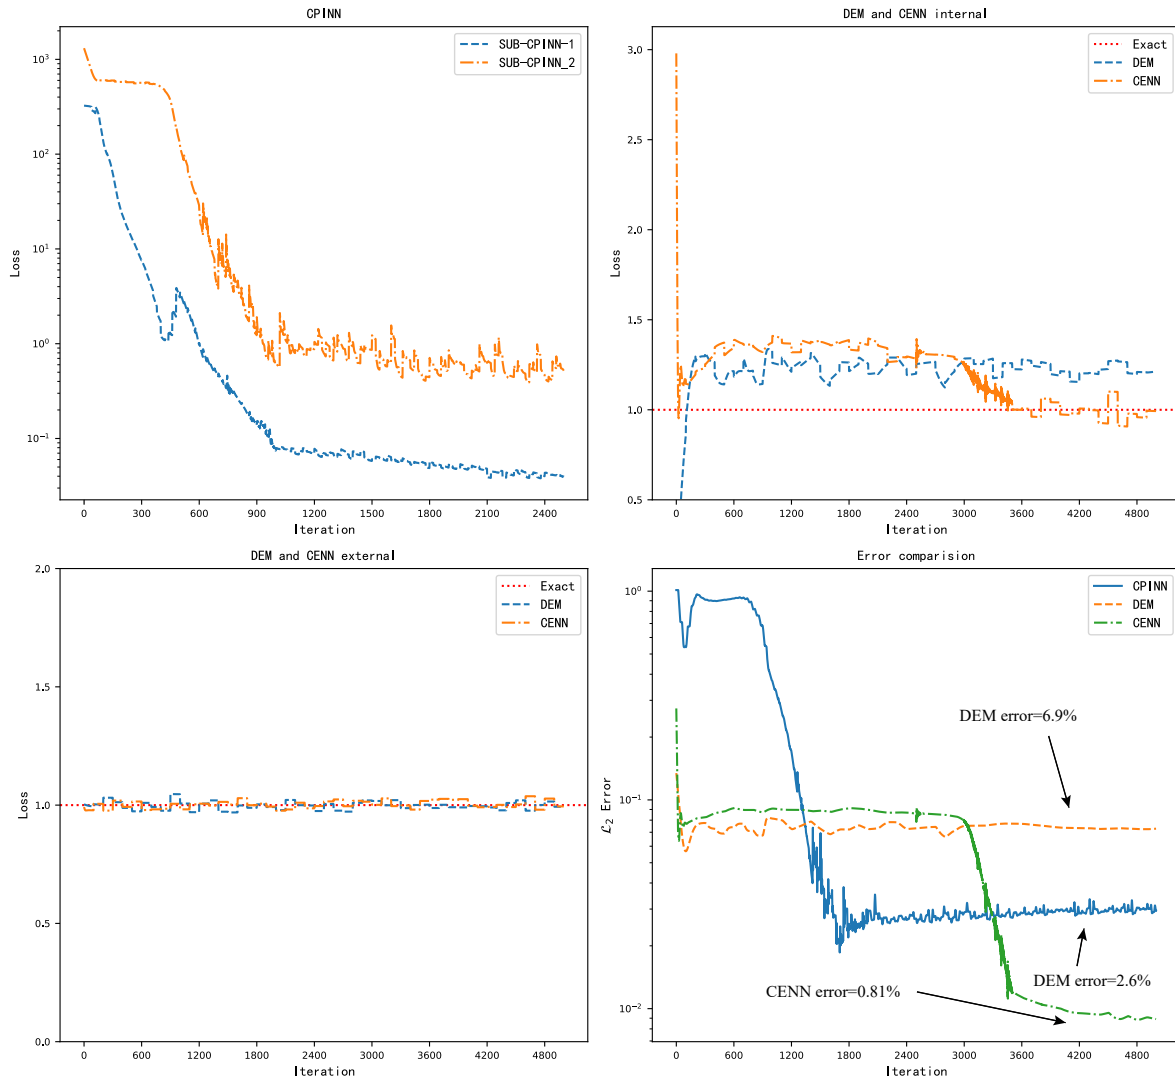 CPINN
10³
10²
10¹
10⁰
10⁻¹
Loss
0 300 600 900 1200 1500 1800 2100 2400
Iteration
SUB-CPINN-1
SUB-CPINN_2
DEM and CENN internal
3.0
2.5
2.0
1.5
1.0
0.5
Loss
0 600 1200 1800 2400 3000 3600 4200 4800
Iteration
Exact
DEM
CENN
DEM and CENN external
2.0
1.5
1.0
0.5
0.0
Loss
0 600 1200 1800 2400 3000 3600 4200 4800
Iteration
Exact
DEM
CENN
Error comparision
10⁰
10⁻¹
10⁻²
ℒ₂ Error
0 600 1200 1800 2400 3000 3600 4200 4800
Iteration
CPINN
DEM
CENN
DEM error=6.9%
DEM error=2.6%
CENN error=0.81%